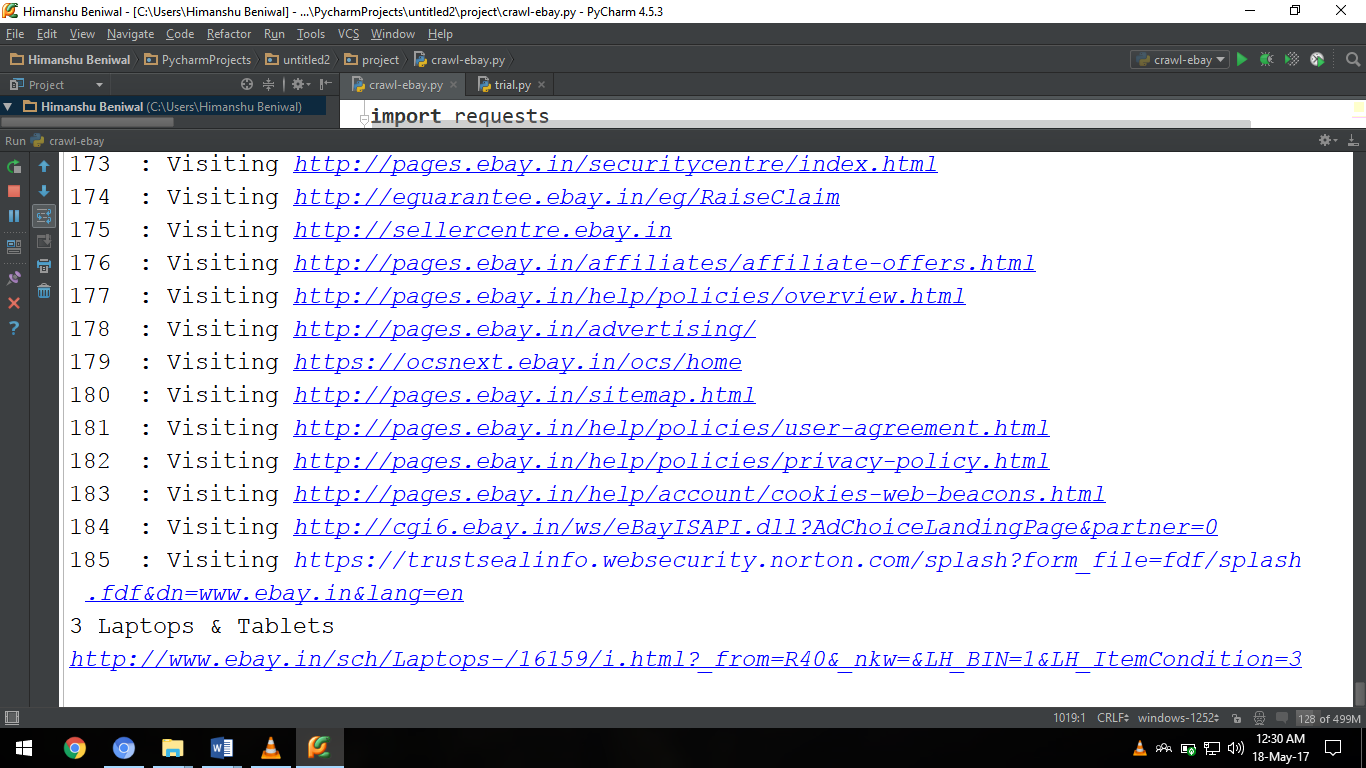 Himanshu Beniwal - [C:\Users\Himanshu Beniwal] - ...\PycharmProjects\untitled2\project\crawl-ebay.py - PyCharm 4.5.3
File Edit View Navigate Code Refactor Run Tools VCS Window Help
Himanshu Beniwal PycharmProjects untitled2 project crawl-ebay.py crawl-ebay
Project crawl-ebay.py trial.py
Himanshu Beniwal (C:\Users\Himanshu Beniwal)
import requests
Run crawl-ebay
173 : Visiting http://pages.ebay.in/securitycentre/index.html
174 : Visiting http://eguarantee.ebay.in/eg/RaiseClaim
175 : Visiting http://sellercentre.ebay.in
176 : Visiting http://pages.ebay.in/affiliates/affiliate-offers.html
177 : Visiting http://pages.ebay.in/help/policies/overview.html
178 : Visiting http://pages.ebay.in/advertising/
179 : Visiting https://ocsnext.ebay.in/ocs/home
180 : Visiting http://pages.ebay.in/sitemap.html
181 : Visiting http://pages.ebay.in/help/policies/user-agreement.html
182 : Visiting http://pages.ebay.in/help/policies/privacy-policy.html
183 : Visiting http://pages.ebay.in/help/account/cookies-web-beacons.html
184 : Visiting http://cgi6.ebay.in/ws/eBayISAPI.dll?AdChoiceLandingPage&partner=0
185 : Visiting https://trustsealinfo.websecurity.norton.com/splash?form_file=fdf/splash
.fdf&dn=www.ebay.in&lang=en
3 Laptops & Tablets
http://www.ebay.in/sch/Laptops-/16159/i.html?_from=R40&_nkw=&LH_BIN=1&LH_ItemCondition=3
1019:1 CRLF windows-1252 128 of 499M
12:30 AM
18-May-17